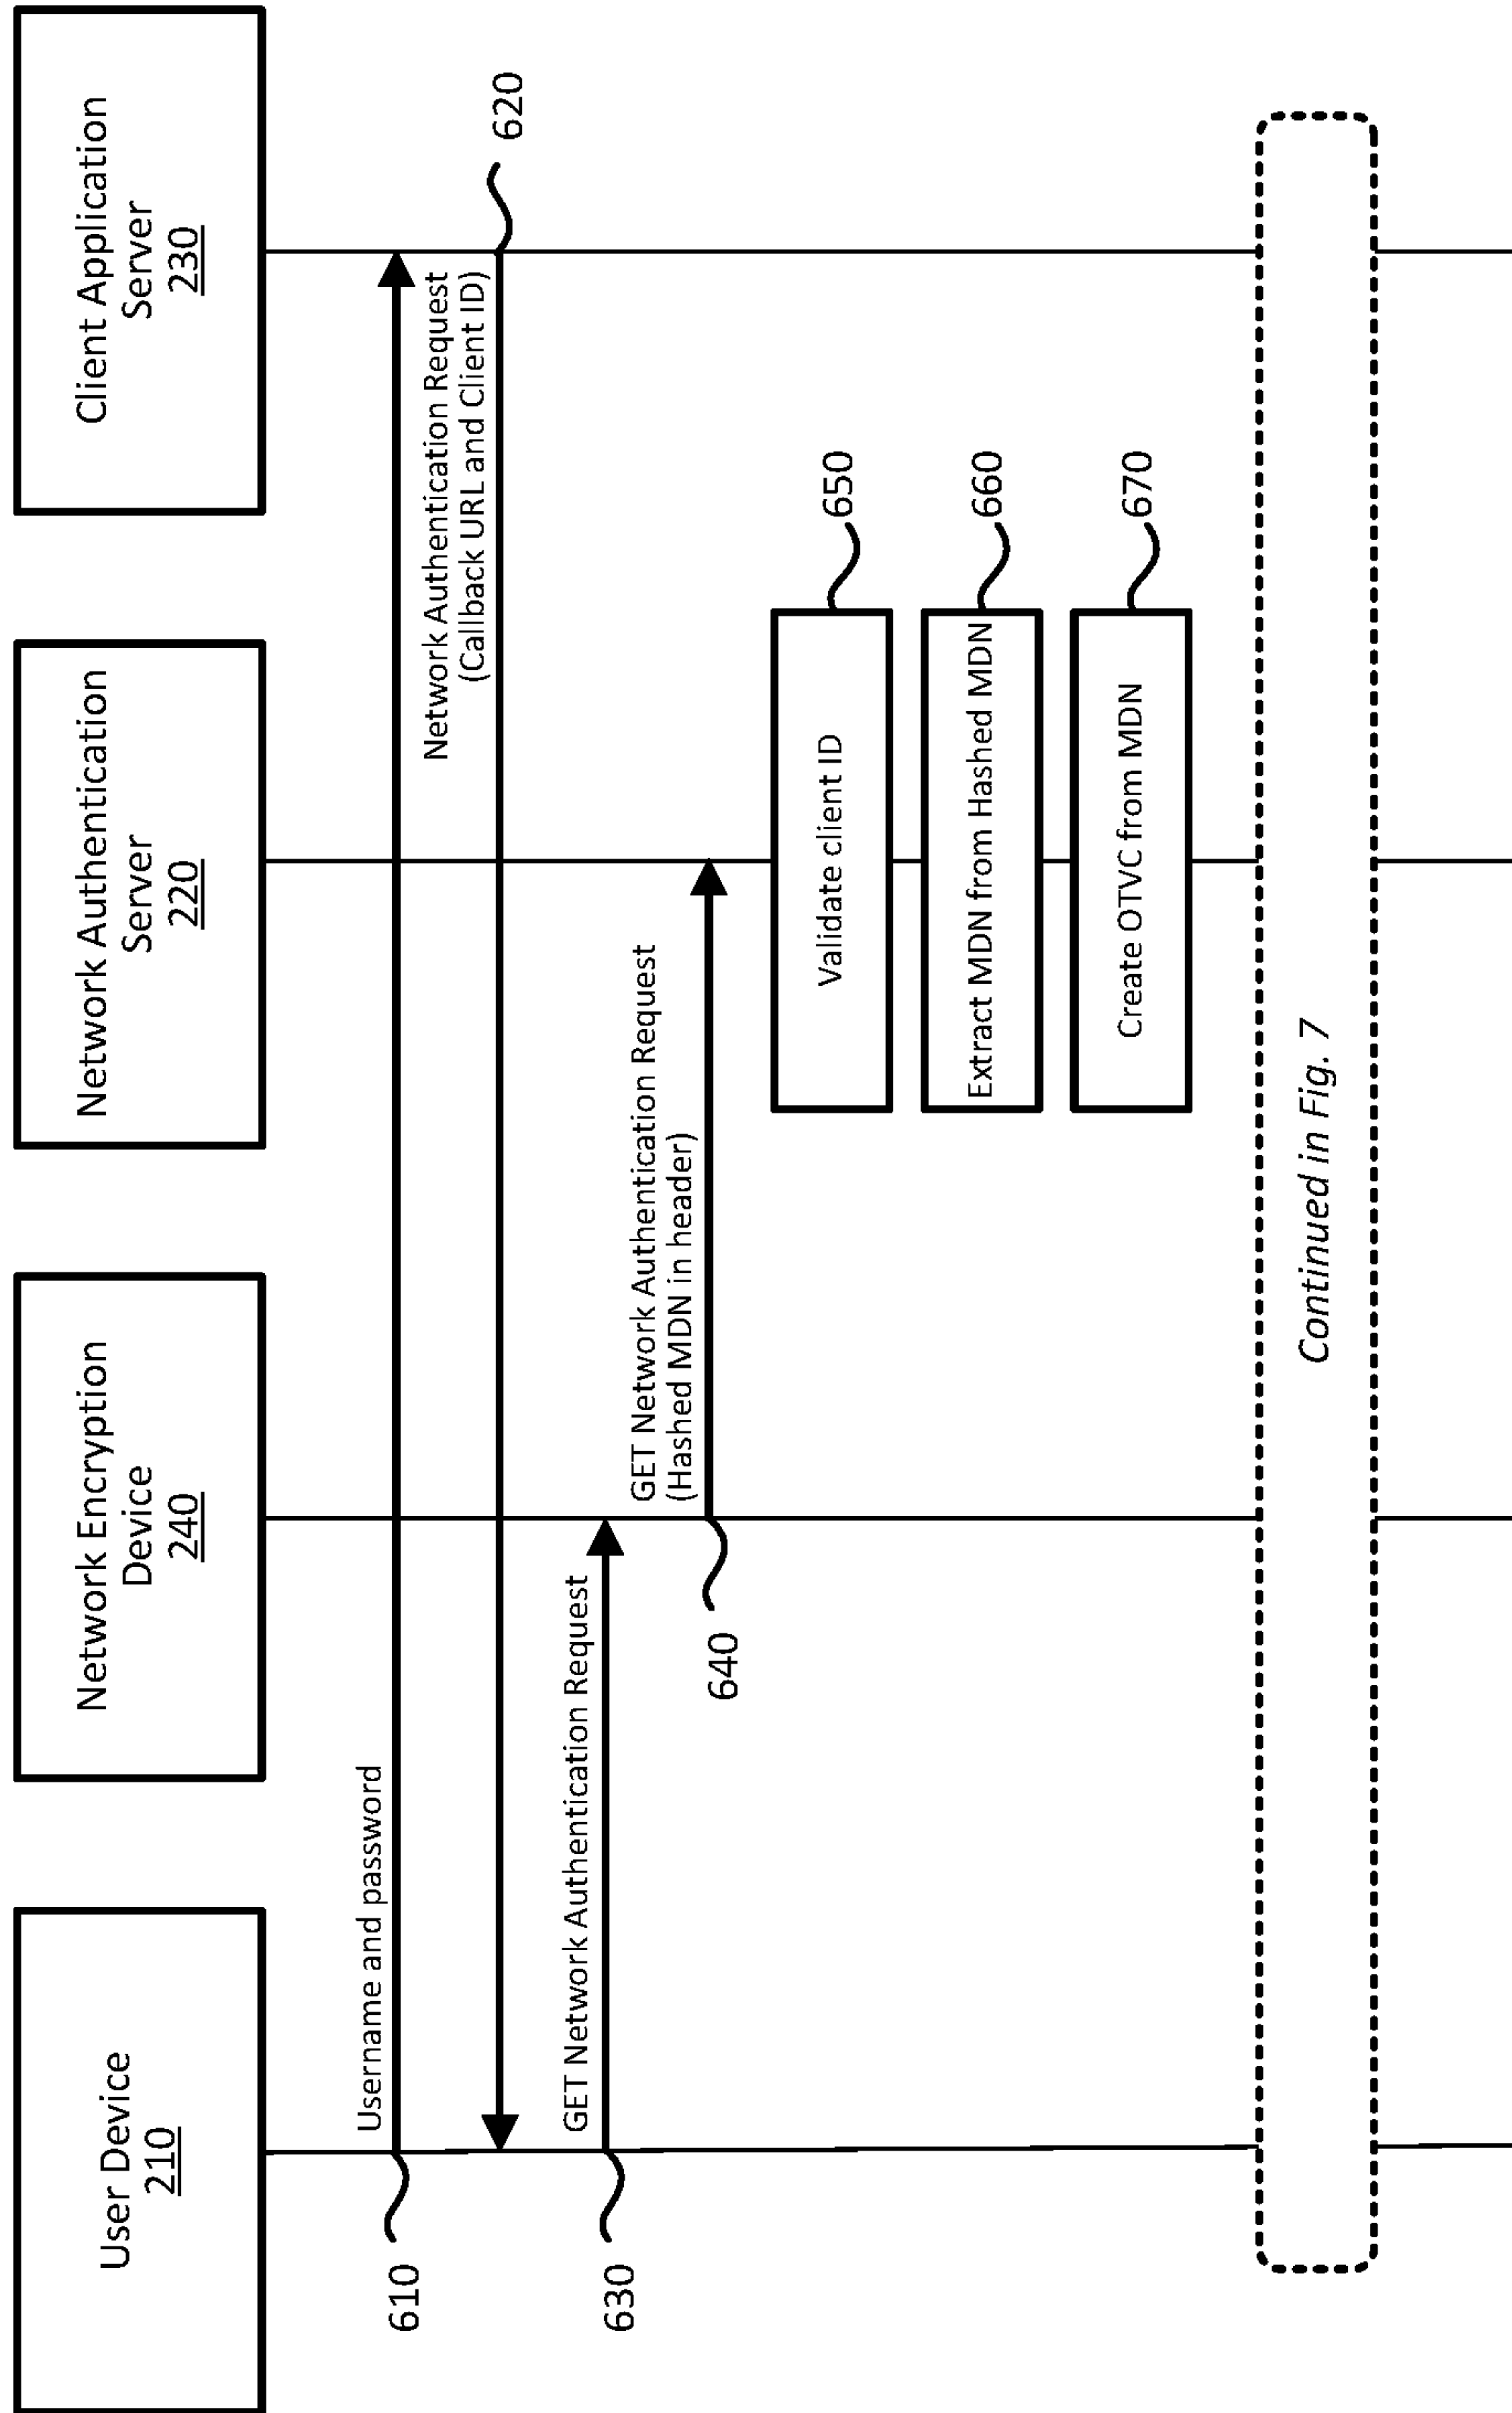 User Device
210
Network Encryption
Device
240
Network Authentication
Server
220
Client Application
Server
230
Username and password
610
Network Authentication Request
(Callback URL and Client ID)
620
GET Network Authentication Request
630
GET Network Authentication Request
(Hashed MDN in header)
640
Validate client ID
650
Extract MDN from Hashed MDN
660
Create OTVC from MDN
670
Continued in Fig. 7